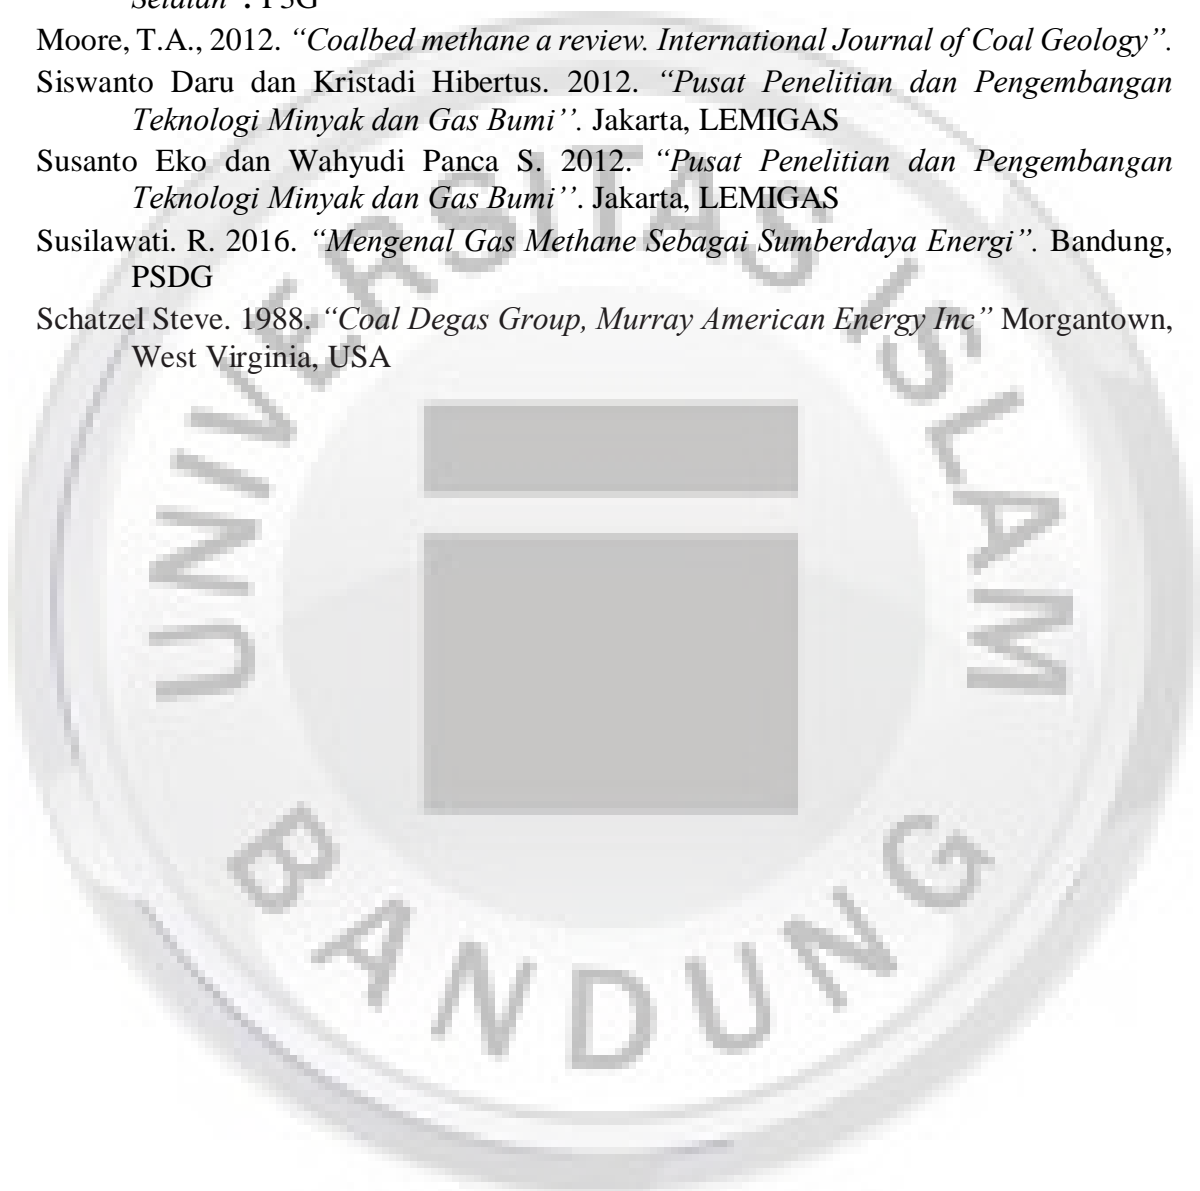 Selatan”. PSG
Moore, T.A., 2012. “Coalbed methane a review. International Journal of Coal Geology”.
Siswanto Daru dan Kristadi Hibertus. 2012. “Pusat Penelitian dan Pengembangan
Teknologi Minyak dan Gas Bumi’’. Jakarta, LEMIGAS
Susanto Eko dan Wahyudi Panca S. 2012. “Pusat Penelitian dan Pengembangan
Teknologi Minyak dan Gas Bumi’’. Jakarta, LEMIGAS
Susilawati. R. 2016. “Mengenal Gas Methane Sebagai Sumberdaya Energi”. Bandung,
PSDG
Schatzel Steve. 1988. “Coal Degas Group, Murray American Energy Inc” Morgantown,
West Virginia, USA
UNIVERSITAS ISLAM
BANDUNG